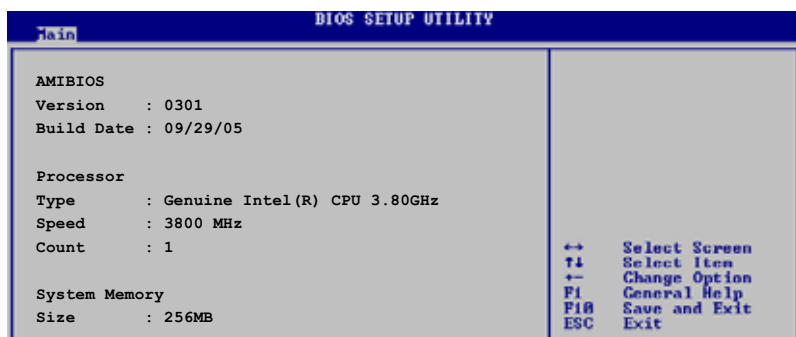 BIOS SETUP UTILITY
Main
AMIBIOS
Version : 0301
Build Date : 09/29/05
Processor
Type : Genuine Intel(R) CPU 3.80GHz
Speed : 3800 MHz
Count : 1
System Memory
Size : 256MB
↔ Select Screen
↑↓ Select Item
+- Change Option
F1 General Help
F10 Save and Exit
ESC Exit